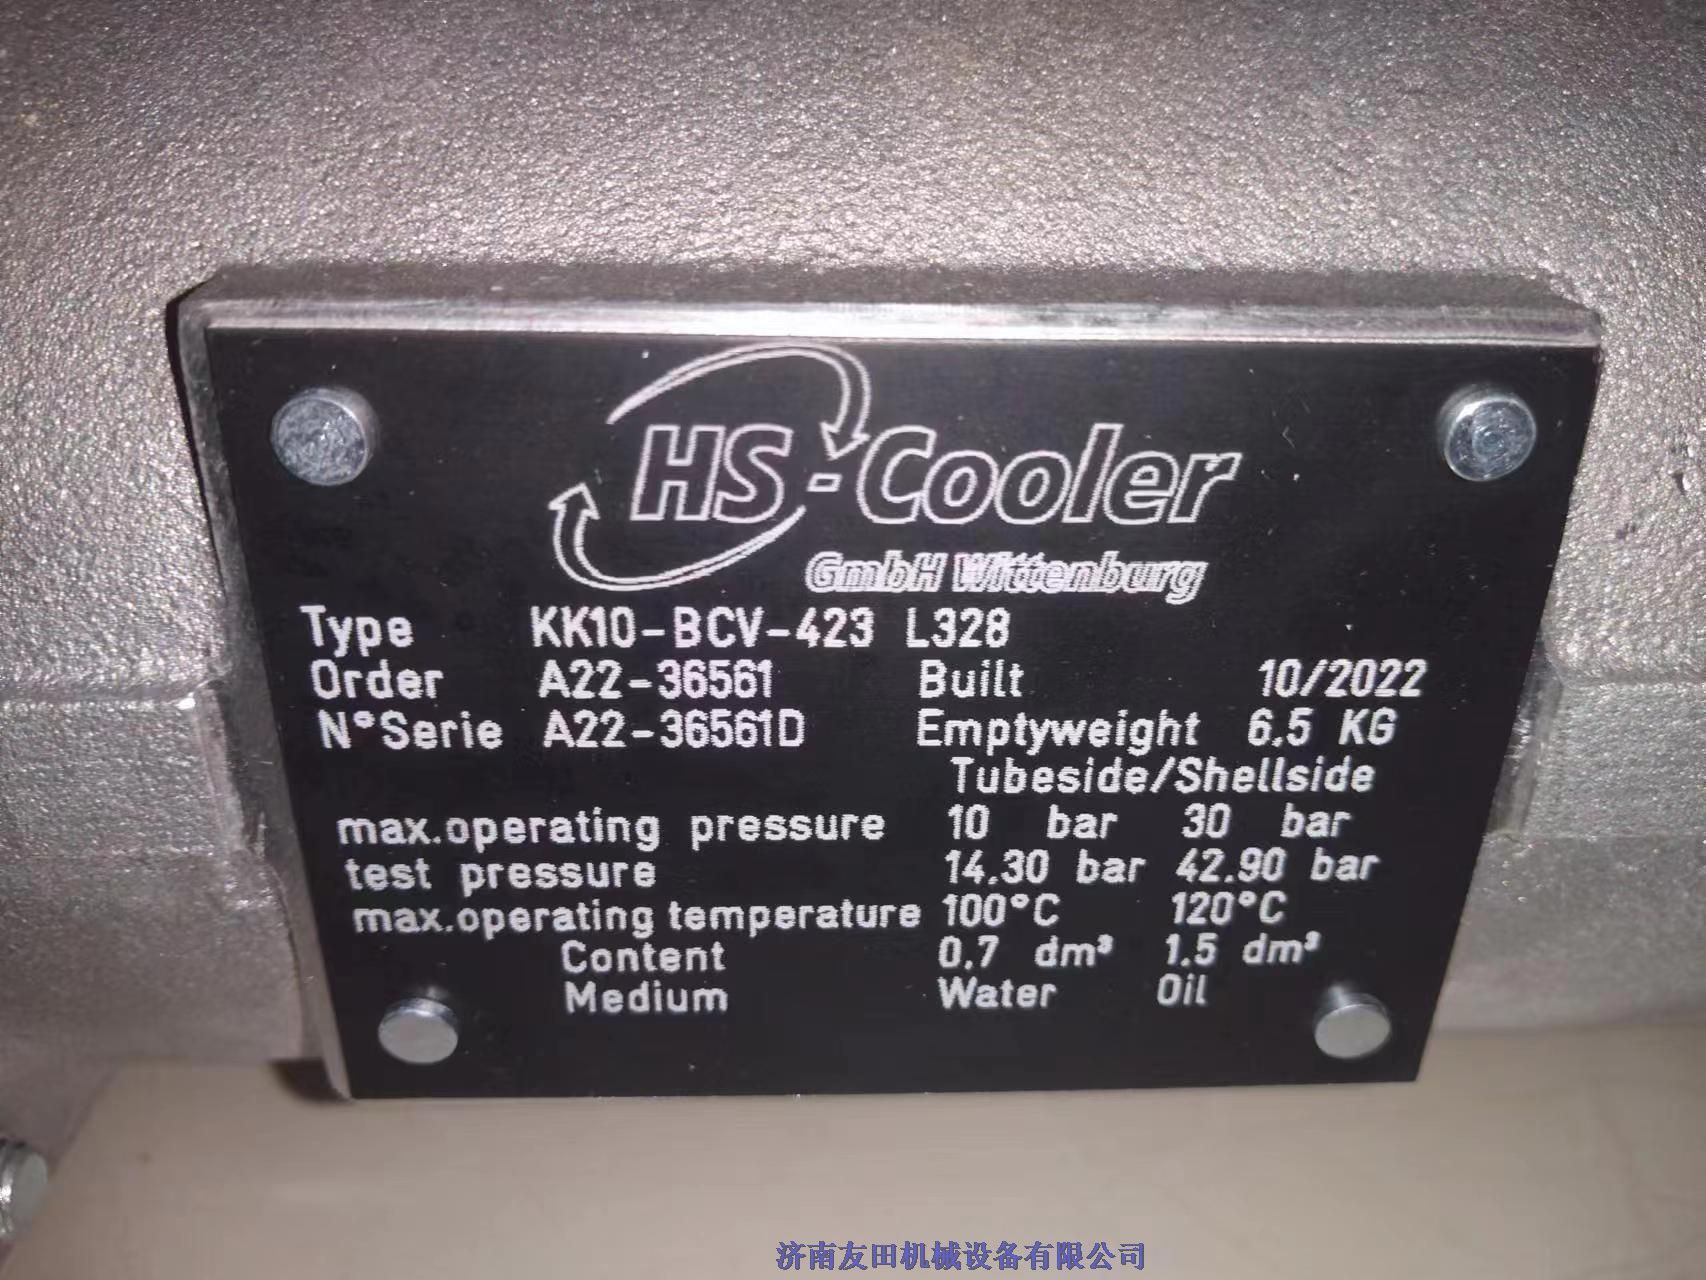 HS-Cooler
GmbH Wittenburg
Type KK10-BCV-423 L328
Order A22-36561 Built 10/2022
N°Serie A22-36561D Emptyweight 6,5 KG
Tubeside/Shellside
max.operating pressure 10 bar 30 bar
test pressure 14.30 bar 42.90 bar
max.operating temperature 100°C 120°C
Content 0.7 dm³ 1.5 dm³
Medium Water Oil
济南友田机械设备有限公司